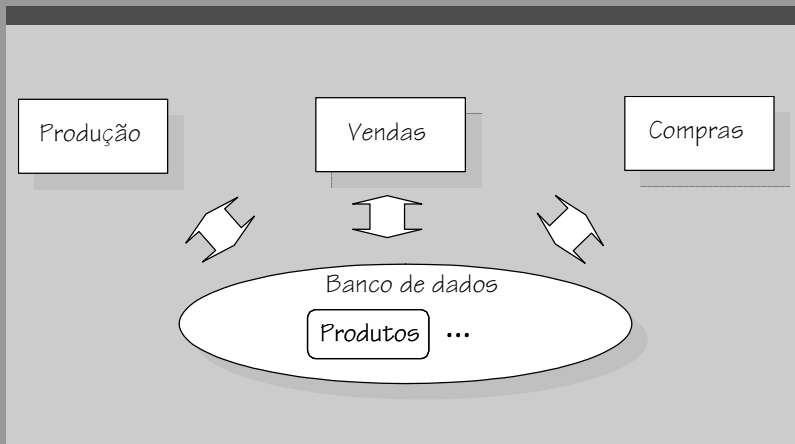 Produção
Vendas
Compras
Banco de dados
Produtos ...